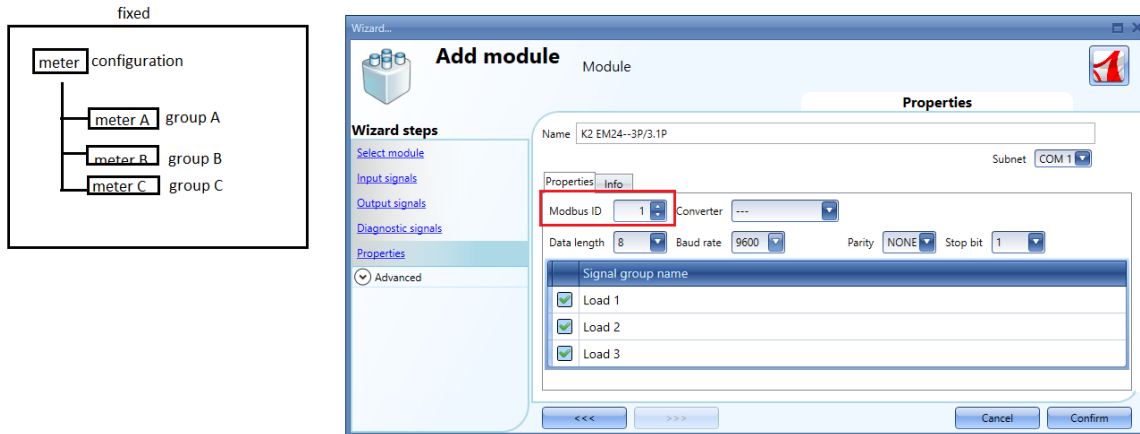 fixed
meter configuration
meter A group A
meter B group B
meter C group C
Wizard...
Add module Module
Properties
Wizard steps
Select module
Input signals
Output signals
Diagnostic signals
Properties
Advanced
Name K2 EM24--3P/3.1P
Subnet COM 1
Properties Info
Modbus ID 1 Converter ---
Data length 8 Baud rate 9600 Parity NONE Stop bit 1
Signal group name
Load 1
Load 2
Load 3
<<< >>> Cancel Confirm